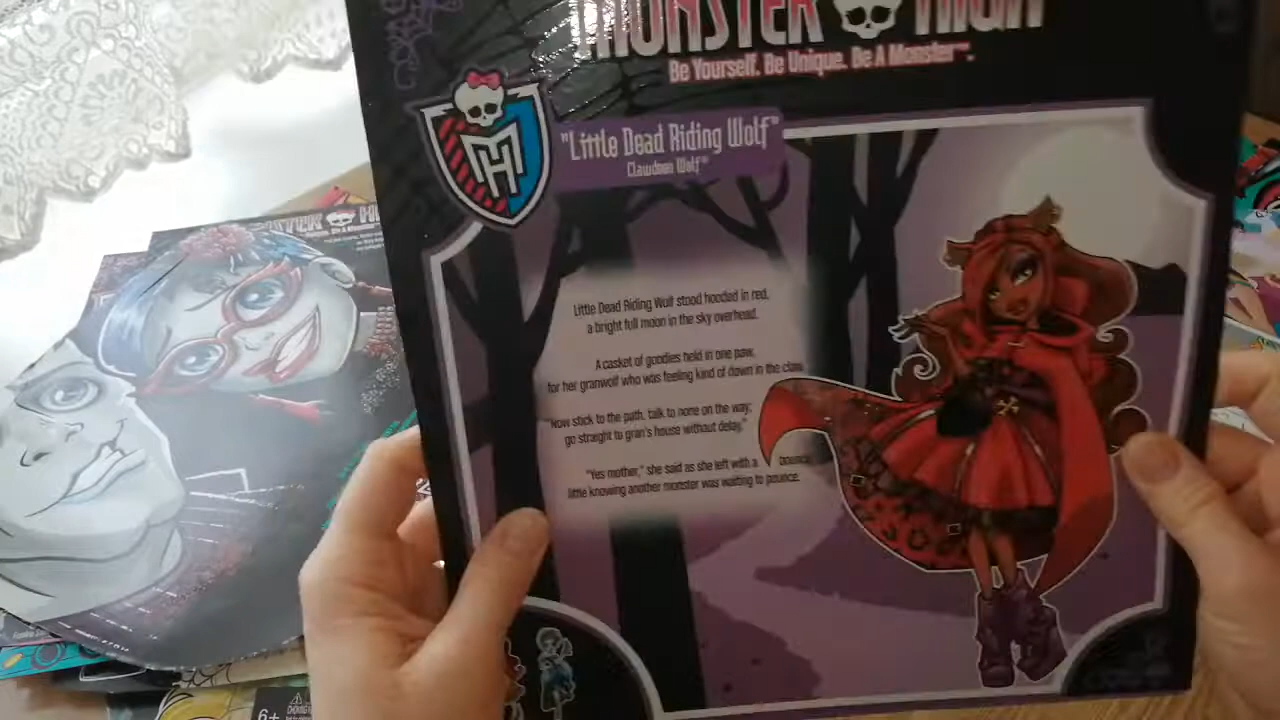 MONSTER HIGH
Be Yourself. Be Unique. Be A Monster™.
"Little Dead Riding Wolf"
Clawdeen Wolf®
Little Dead Riding Wolf stood hooded in red,
a bright full moon in the sky overhead.
A casket of goodies held in one paw,
for her granwolf who was feeling kind of down in the claw.
"Now stick to the path, talk to none on the way;
go straight to gran's house without delay."
"Yes mother," she said as she left with a bounce,
little knowing another monster was waiting to pounce.
6+